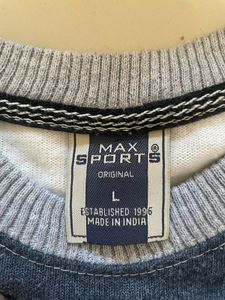 MAX
SPORTS
ORIGINAL
L
ESTABLISHED 1996
MADE IN INDIA